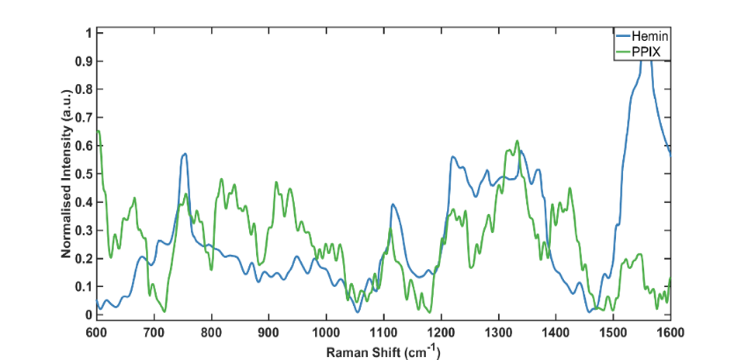 1
0.9
0.8
0.7
0.6
0.5
0.4
0.3
0.2
0.1
0
Normalised Intensity (a.u.)
Hemin
PPIX
600 700 800 900 1000 1100 1200 1300 1400 1500 1600
Raman Shift (cm⁻¹)